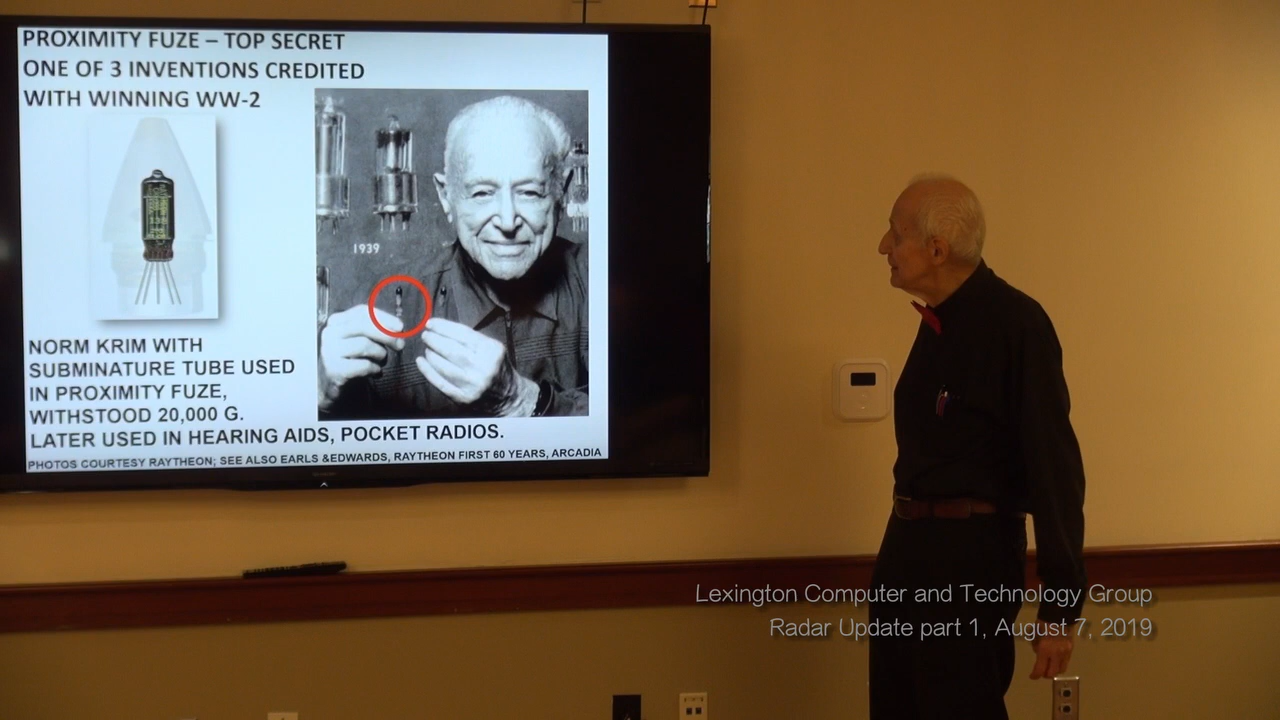 PROXIMITY FUZE – TOP SECRET
ONE OF 3 INVENTIONS CREDITED
WITH WINNING WW-2
1939
NORM KRIM WITH
SUBMINATURE TUBE USED
IN PROXIMITY FUZE,
WITHSTOOD 20,000 G.
LATER USED IN HEARING AIDS, POCKET RADIOS.
PHOTOS COURTESY RAYTHEON; SEE ALSO EARLS &EDWARDS, RAYTHEON FIRST 60 YEARS, ARCADIA
Lexington Computer and Technology Group
Radar Update part 1, August 7, 2019